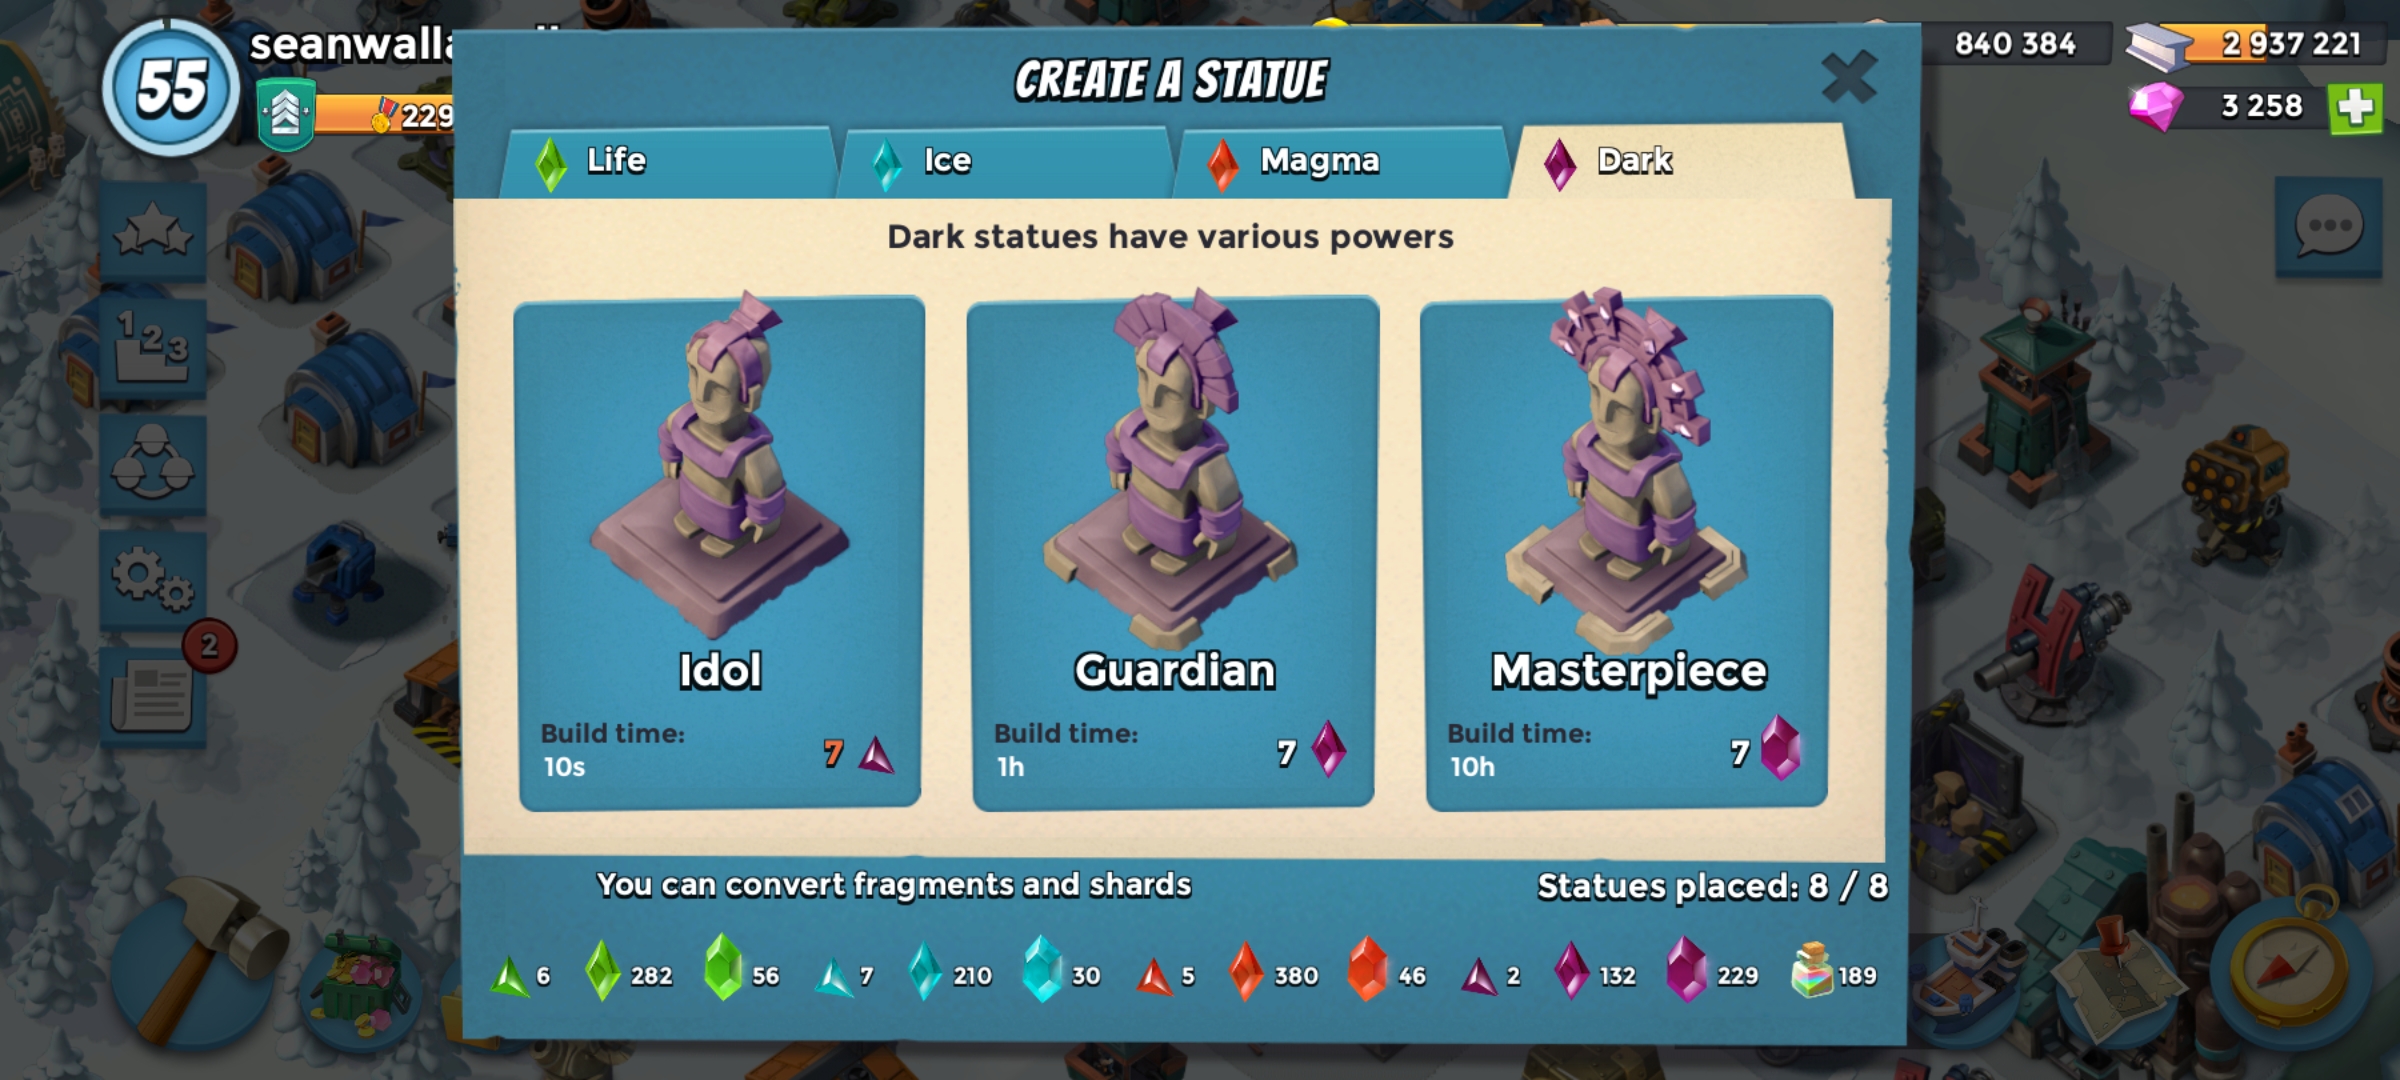 55
840 384
2 937 221
229
CREATE A STATUE
3 258
Life
Ice
Magma
Dark
Dark statues have various powers
1 2 3
2
Idol
Guardian
Masterpiece
Build time:
10s
7
Build time:
1h
7
Build time:
10h
7
You can convert fragments and shards
Statues placed: 8 / 8
6 282 56 7 210 30 5 380 46 2 132 229 189